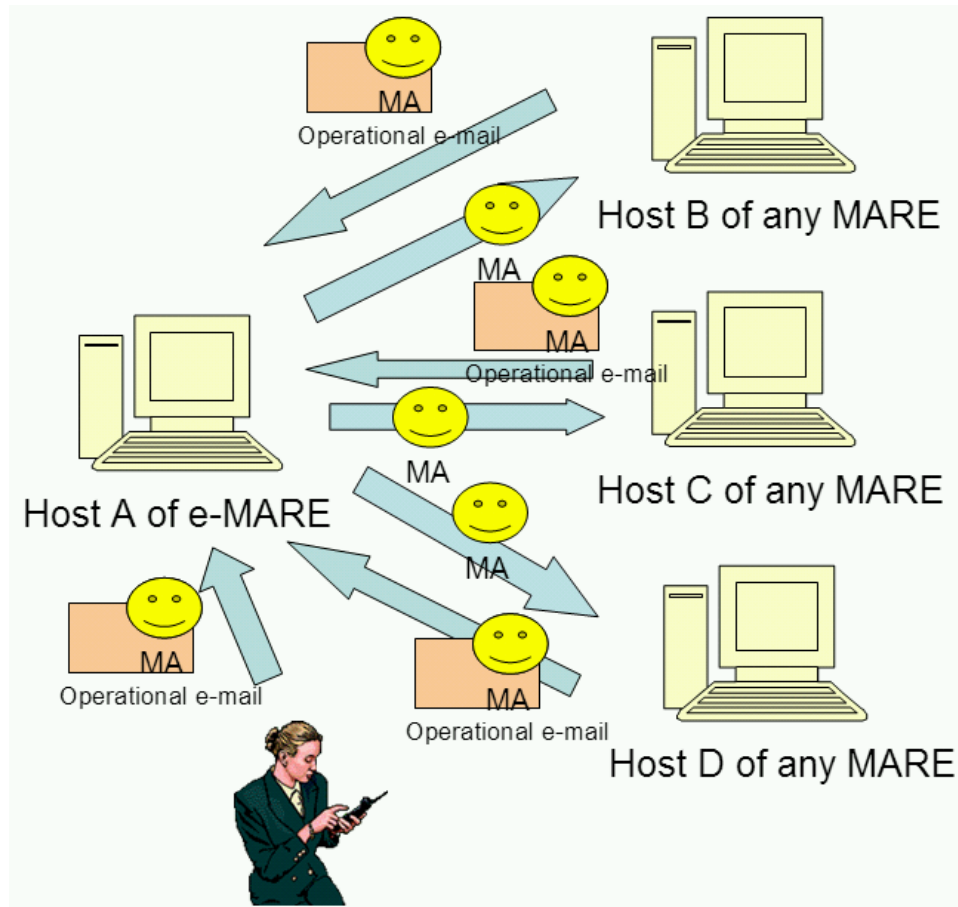 MA
Operational e-mail
Host B of any MARE
MA
MA
Operational e-mail
MA
Host C of any MARE
Host A of e-MARE
MA
MA
Operational e-mail
MA
Operational e-mail
Host D of any MARE